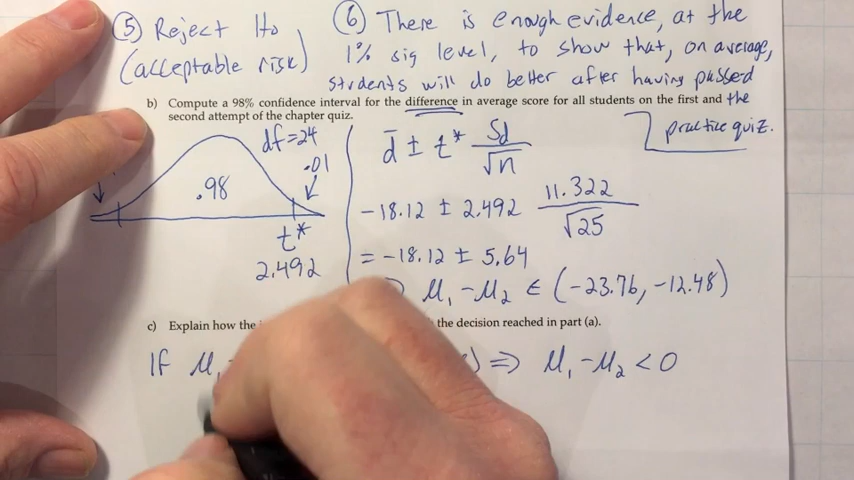 ⑤ Reject Ho
(acceptable risk)
⑥ There is enough evidence, at the
1% sig level, to show that, on average,
students will do better after having passed
the
practice quiz.
b) Compute a 98% confidence interval for the difference in average score for all students on the first and
second attempt of the chapter quiz.
df=24
.01
.98
t*
2.492
d̄ ± t* Sd/√n
-18.12 ± 2.492 11.322/√25
= -18.12 ± 5.64
μ₁-μ₂ ∈ (-23.76, -12.48)
c) Explain how the the decision reached in part (a).
If μ₁ ) ⇒ μ₁-μ₂ < 0